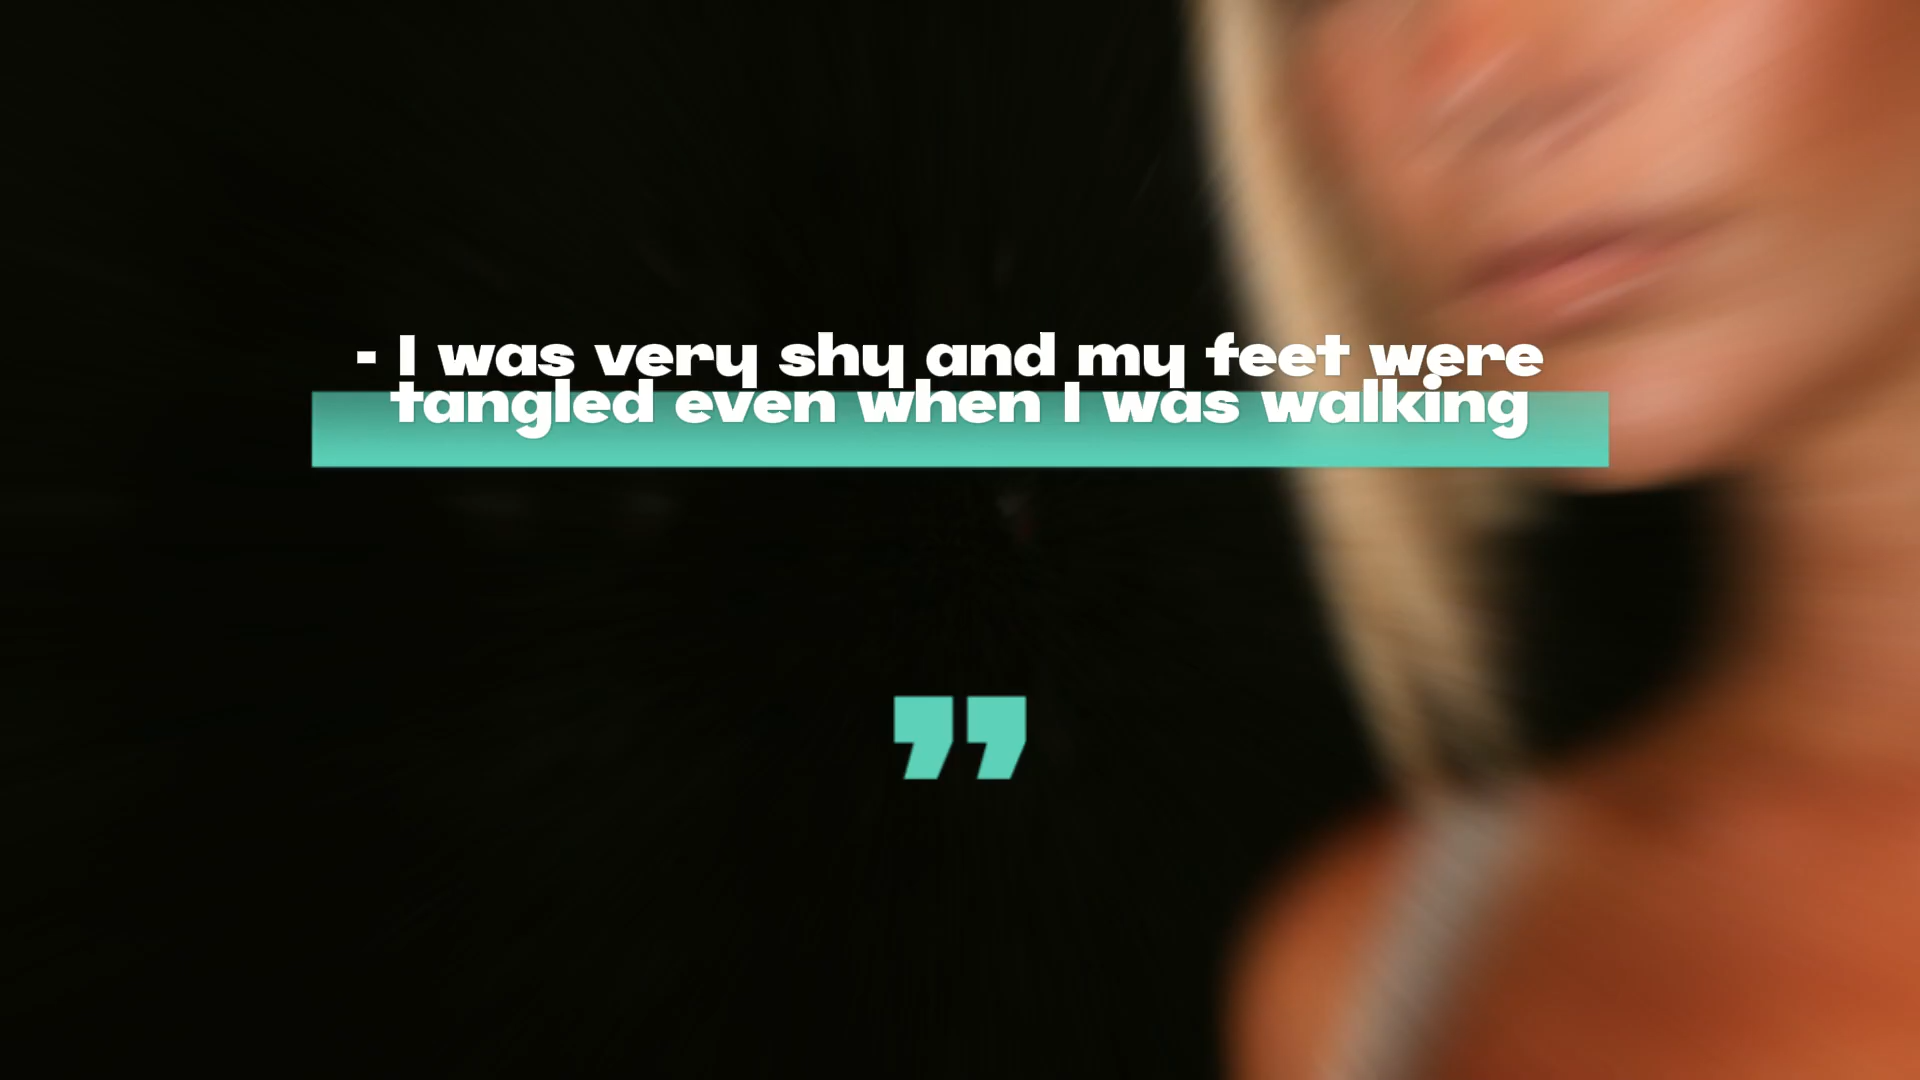 - I was very shy and my feet were
tangled even when I was walking
”